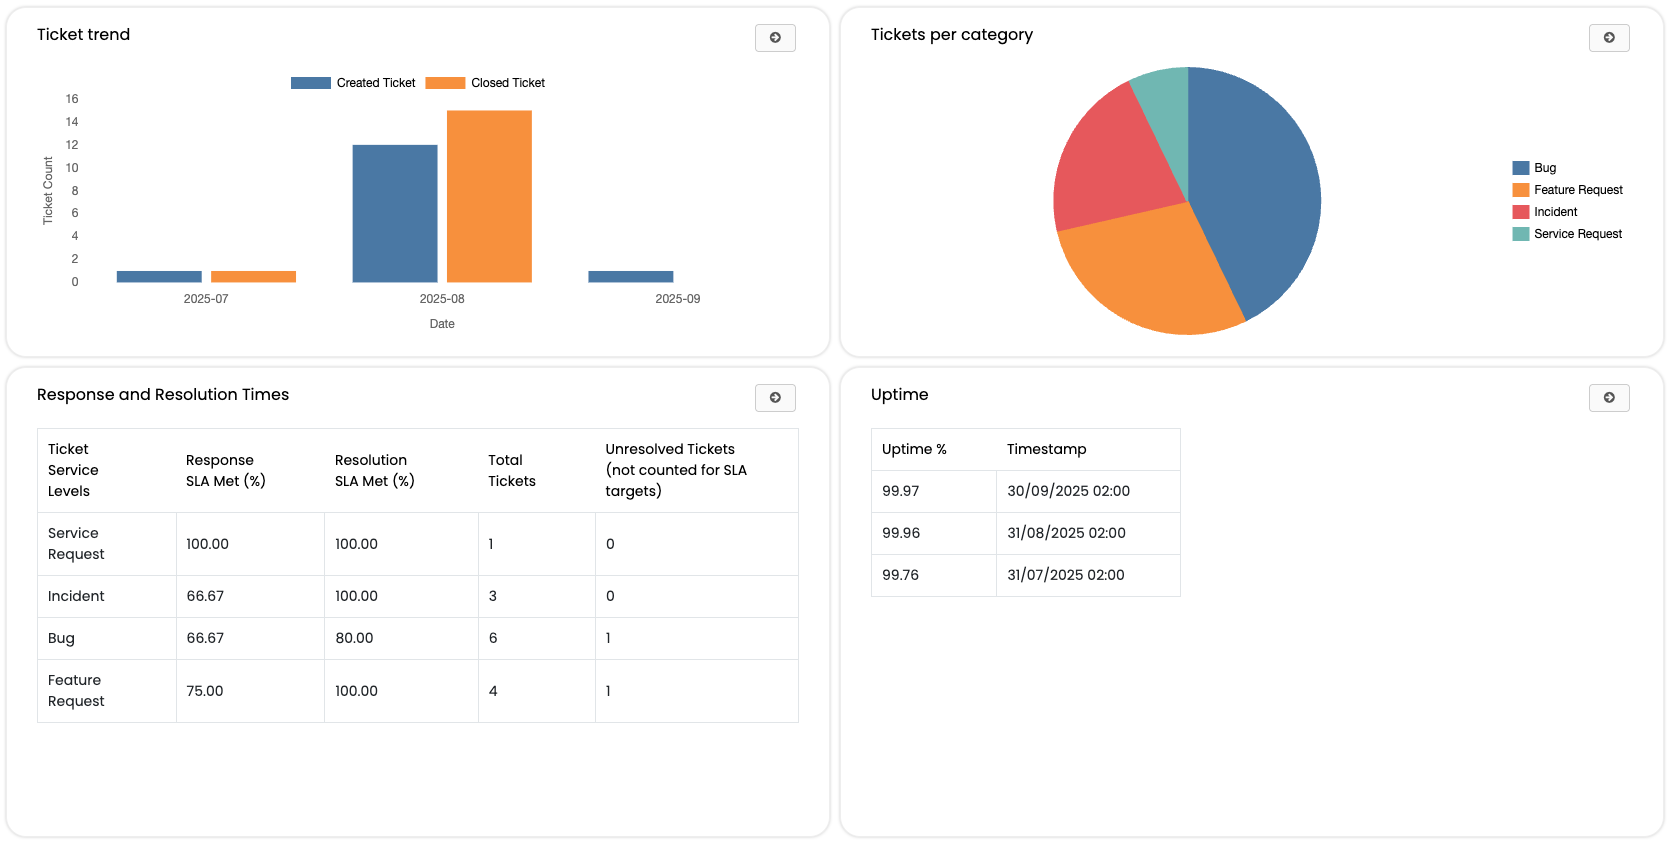 Ticket trend
Created Ticket
Closed Ticket
16
14
12
10
8
6
4
2
0
Ticket Count
2025-07
2025-08
2025-09
Date
Tickets per category
Bug
Feature Request
Incident
Service Request
Response and Resolution Times
Ticket
Service
Levels
Response
SLA Met (%)
Resolution
SLA Met (%)
Total
Tickets
Unresolved Tickets
(not counted for SLA
targets)
Service
Request
100.00
100.00
1
0
Incident
66.67
100.00
3
0
Bug
66.67
80.00
6
1
Feature
Request
75.00
100.00
4
1
Uptime
Uptime %
Timestamp
99.97
30/09/2025 02:00
99.96
31/08/2025 02:00
99.76
31/07/2025 02:00